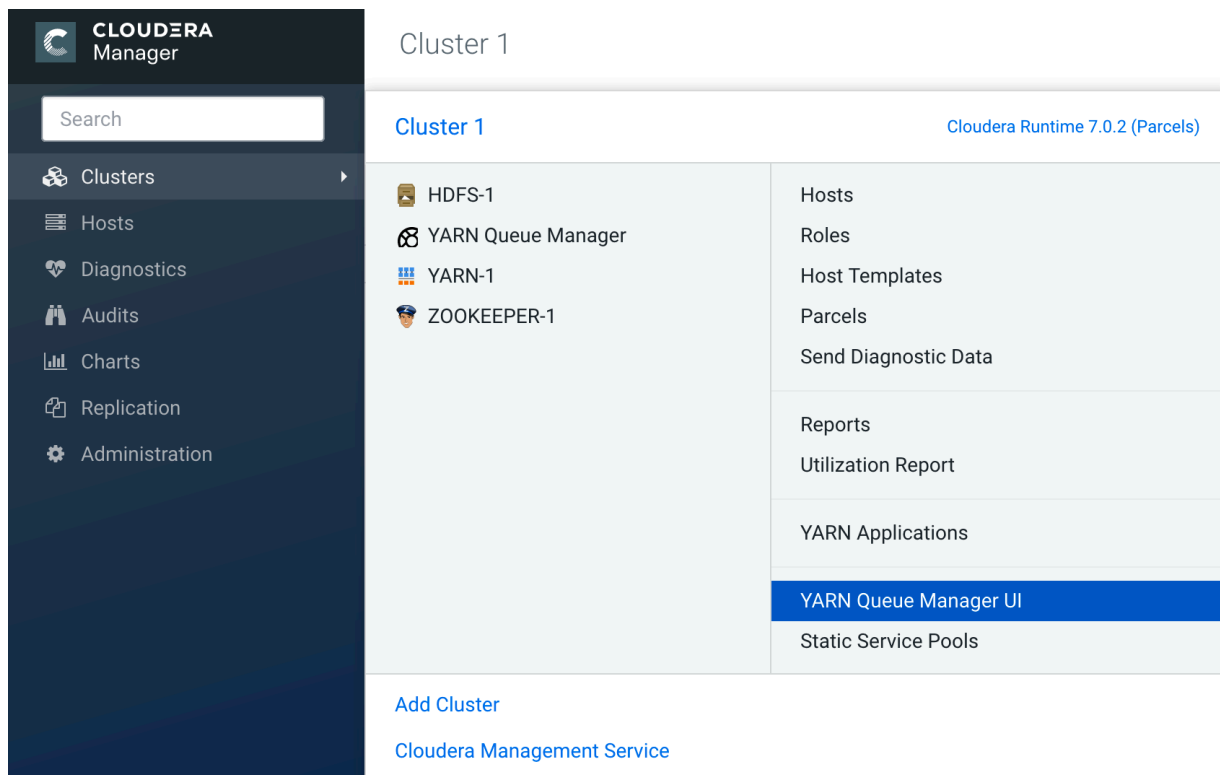 CLOUDERA
Manager
Cluster 1
Search
Clusters
Hosts
Diagnostics
Audits
Charts
Replication
Administration
Cluster 1
Cloudera Runtime 7.0.2 (Parcels)
HDFS-1
YARN Queue Manager
YARN-1
ZOOKEEPER-1
Hosts
Roles
Host Templates
Parcels
Send Diagnostic Data
Reports
Utilization Report
YARN Applications
YARN Queue Manager UI
Static Service Pools
Add Cluster
Cloudera Management Service